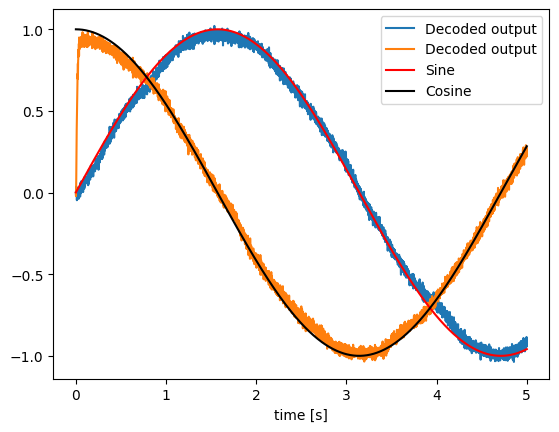 Decoded output
Decoded output
Sine
Cosine
1.0
0.5
0.0
−0.5
−1.0
0 1 2 3 4 5
time [s]